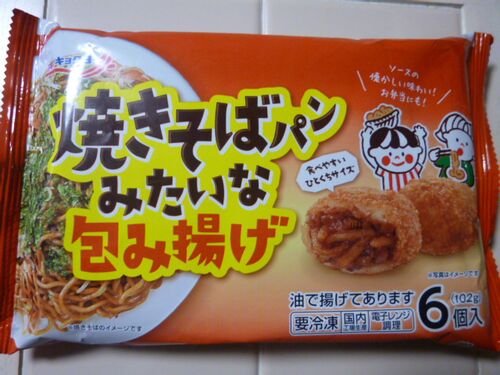 キョクヨー
ソースの
懐かしい味わい!
お弁当にも!
焼きそばパン
みたいな
包み揚げ
食べやすい
ひとくちサイズ
※写真はイメージです
※焼きそばのイメージです
油で揚げてあります
要冷凍
国内
工場生産
電子レンジ
調理
6個入
(102g)